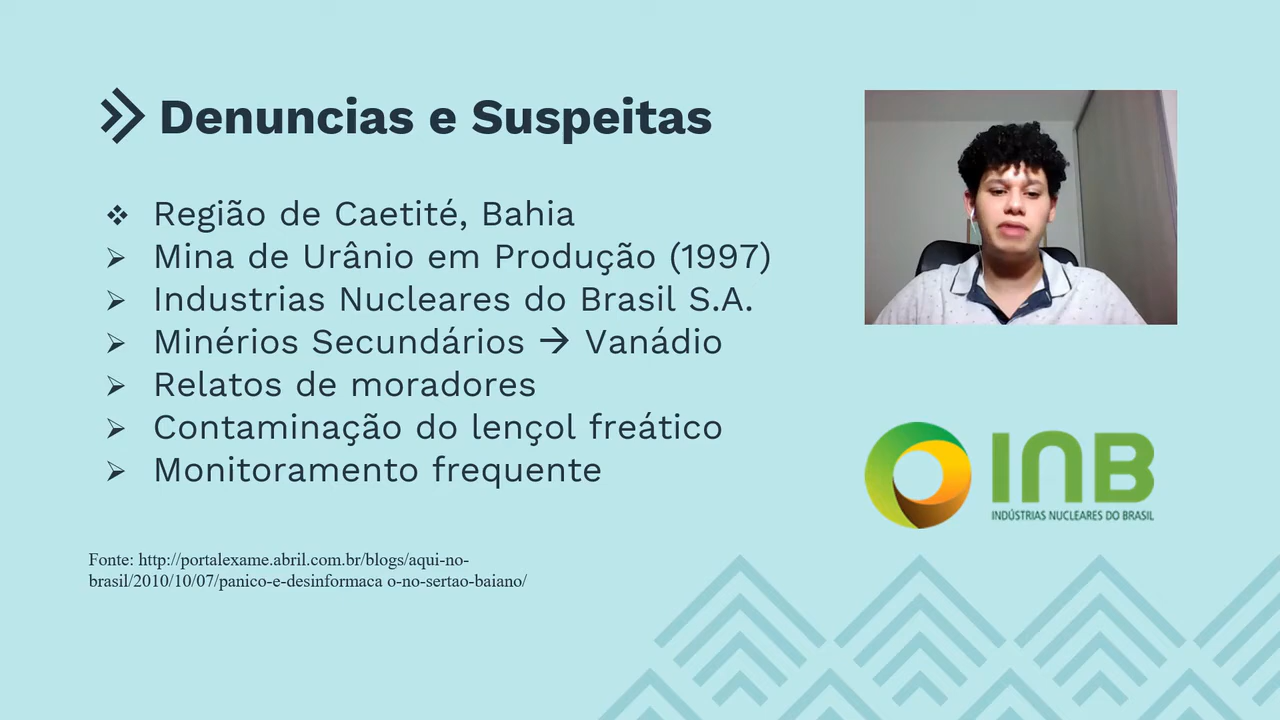 Denuncias e Suspeitas
Região de Caetité, Bahia
Mina de Urânio em Produção (1997)
Industrias Nucleares do Brasil S.A.
Minérios Secundários → Vanádio
Relatos de moradores
Contaminação do lençol freático
Monitoramento frequente
INB
INDÚSTRIAS NUCLEARES DO BRASIL
Fonte: http://portalexame.abril.com.br/blogs/aqui-no-
brasil/2010/10/07/panico-e-desinformaca o-no-sertao-baiano/